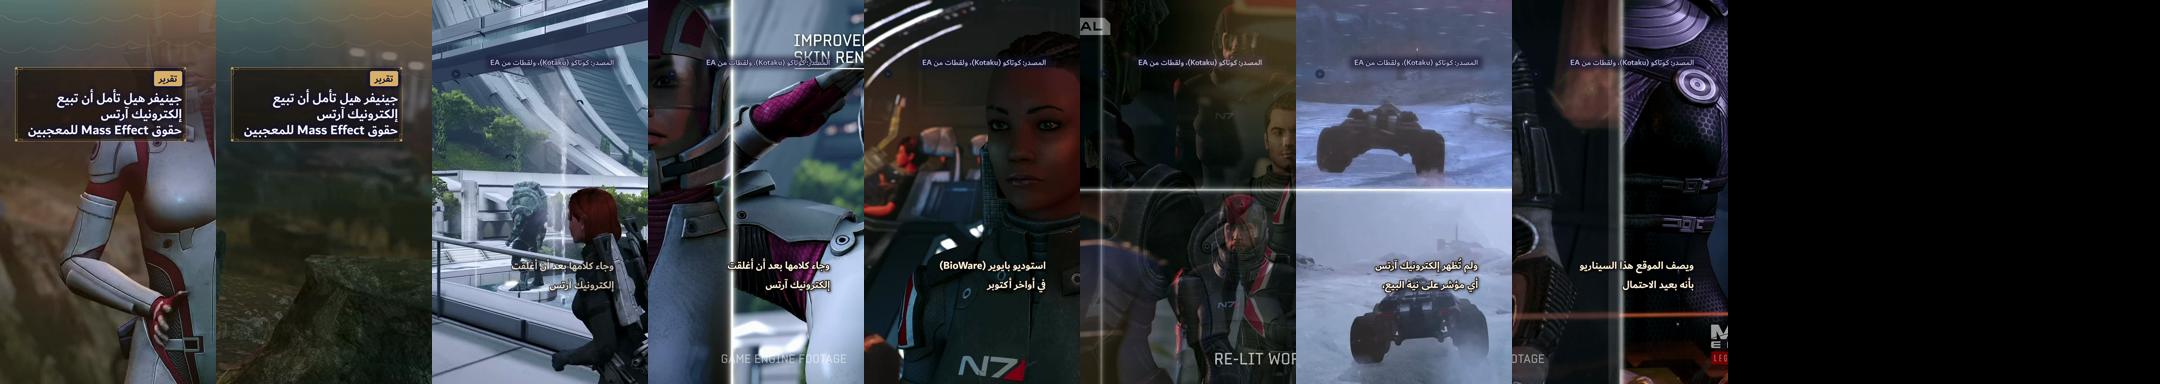 تقرير
جينيفر هيل تأمل أن تبيع
إلكترونيك آرتس
حقوق Mass Effect للمعجبين
تقرير
جينيفر هيل تأمل أن تبيع
إلكترونيك آرتس
حقوق Mass Effect للمعجبين
المصدر: كوتاكو (Kotaku)، ولقطات من EA
وجاء كلامها بعد أن أغلقت
إلكترونيك آرتس
IMPROVE
SKIN REN
المصدر: كوتاكو (Kotaku)، ولقطات من EA
وجاء كلامها بعد أن أغلقت
إلكترونيك آرتس
GAME ENGINE FOOTAGE
المصدر: كوتاكو (Kotaku)، ولقطات من EA
استوديو بايوير (BioWare)
في أواخر أكتوبر
N7
AL
المصدر: كوتاكو (Kotaku)، ولقطات من EA
N7
N7
RE-LIT WOR
المصدر: كوتاكو (Kotaku)، ولقطات من EA
ولم تُظهر إلكترونيك آرتس
أي مؤشر على نية البيع،
المصدر: كوتاكو (Kotaku)، ولقطات من EA
ويصف الموقع هذا السيناريو
بأنه بعيد الاحتمال
OTAGE
M
E
LEG